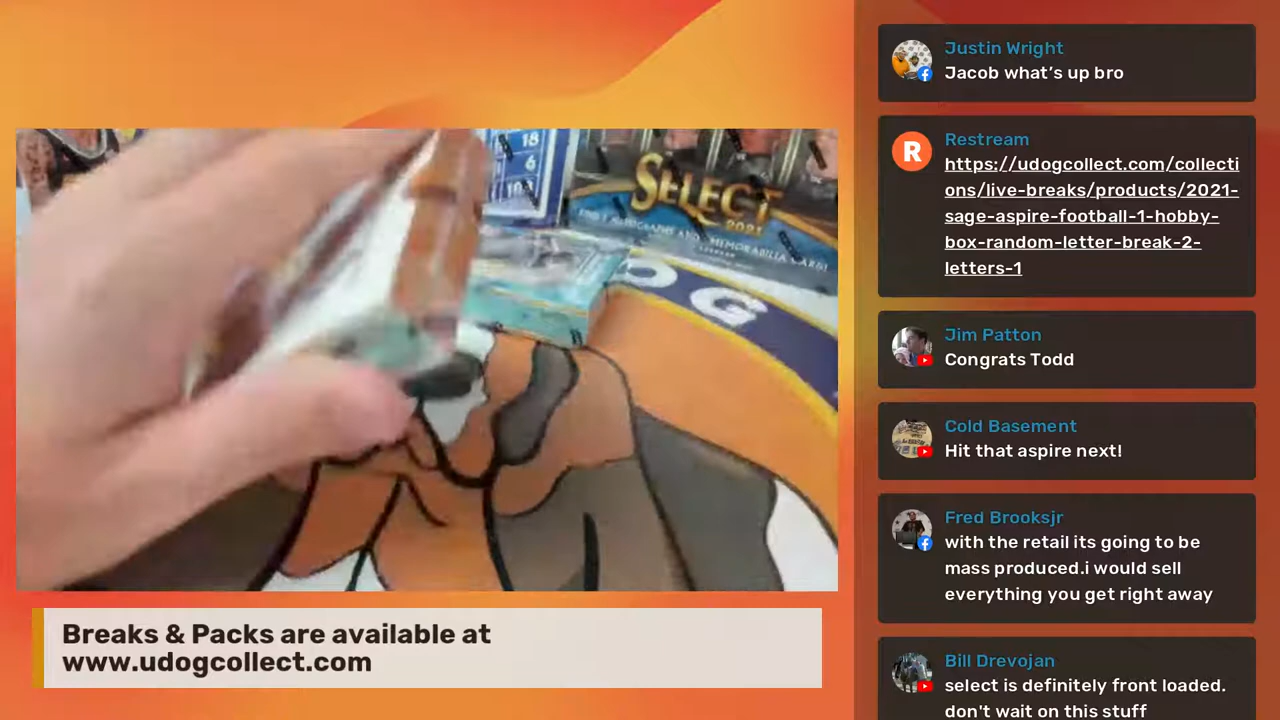 18
6
10
SELECT
2021
OG
Breaks & Packs are available at
www.udogcollect.com
Justin Wright
Jacob what’s up bro
R
Restream
https://udogcollect.com/collecti
ons/live-breaks/products/2021-
sage-aspire-football-1-hobby-
box-random-letter-break-2-
letters-1
Jim Patton
Congrats Todd
Cold Basement
Hit that aspire next!
Fred Brooksjr
with the retail its going to be
mass produced.i would sell
everything you get right away
Bill Drevojan
select is definitely front loaded.
don't wait on this stuff